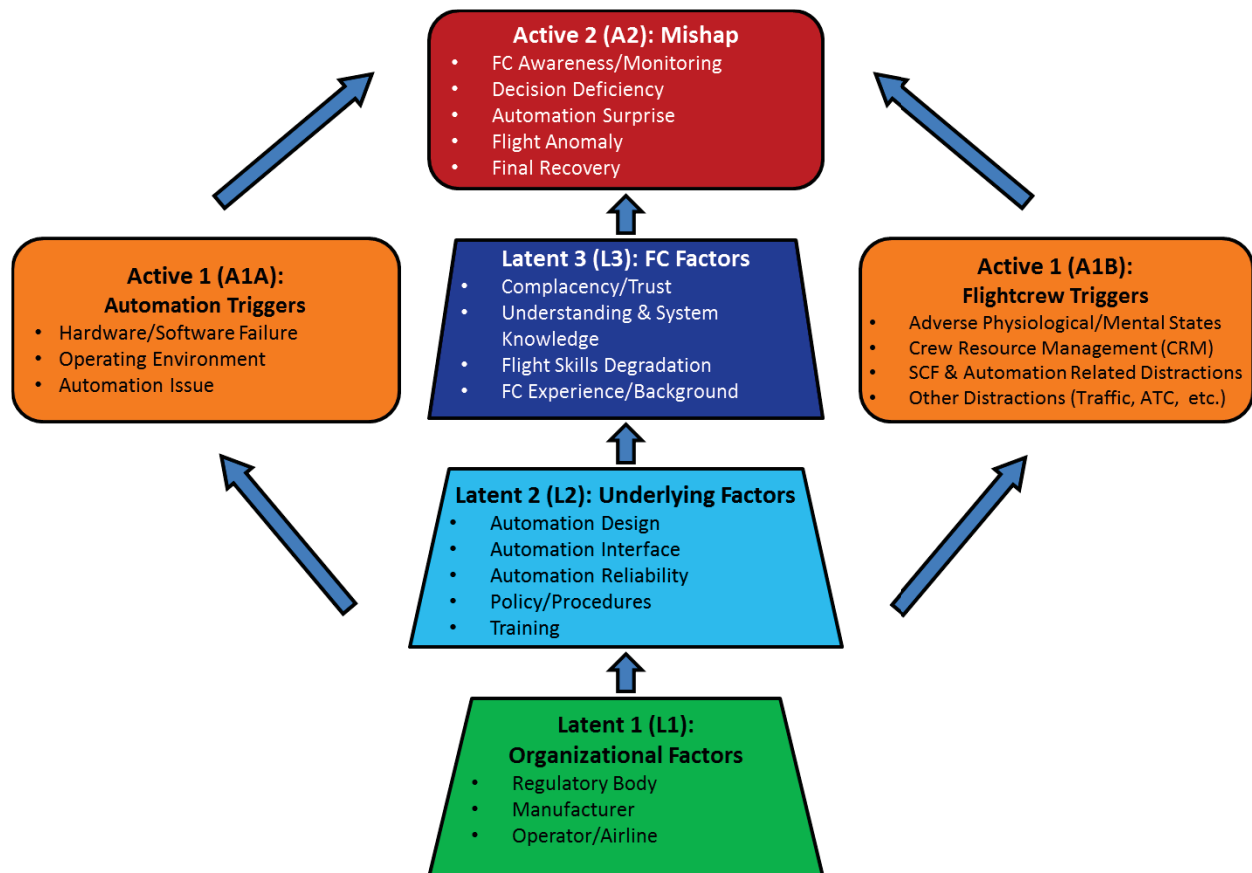 Active 2 (A2): Mishap
• FC Awareness/Monitoring
• Decision Deficiency
• Automation Surprise
• Flight Anomaly
• Final Recovery
Active 1 (A1A):
Automation Triggers
• Hardware/Software Failure
• Operating Environment
• Automation Issue
Latent 3 (L3): FC Factors
• Complacency/Trust
• Understanding & System
Knowledge
• Flight Skills Degradation
• FC Experience/Background
Active 1 (A1B):
Flightcrew Triggers
• Adverse Physiological/Mental States
• Crew Resource Management (CRM)
• SCF & Automation Related Distractions
• Other Distractions (Traffic, ATC, etc.)
Latent 2 (L2): Underlying Factors
• Automation Design
• Automation Interface
• Automation Reliability
• Policy/Procedures
• Training
Latent 1 (L1):
Organizational Factors
• Regulatory Body
• Manufacturer
• Operator/Airline